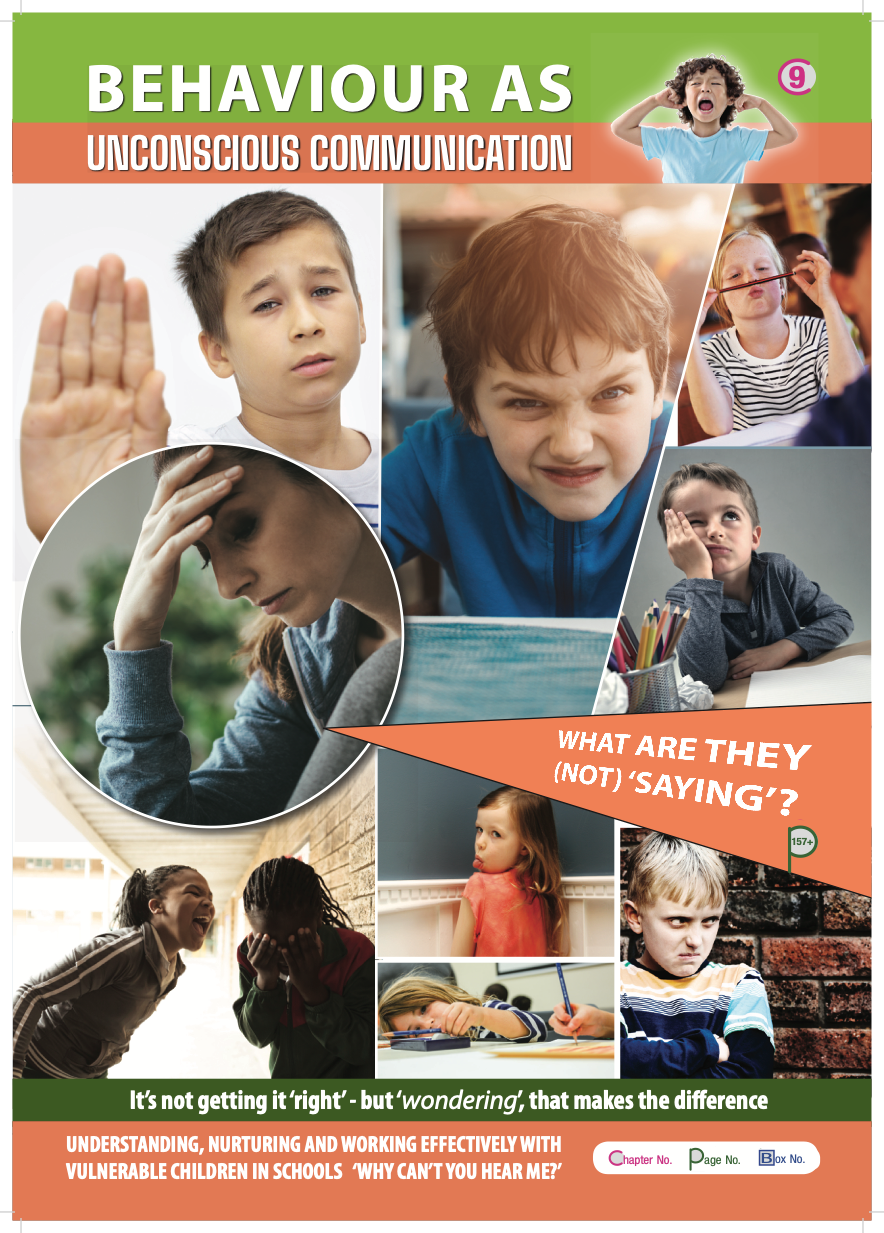 BEHAVIOUR AS
9
UNCONSCIOUS COMMUNICATION
WHAT ARE THEY
(NOT) ‘SAYING’?
157+
It’s not getting it ‘right’ - but ‘wondering’, that makes the difference
UNDERSTANDING, NURTURING AND WORKING EFFECTIVELY WITH
VULNERABLE CHILDREN IN SCHOOLS ‘WHY CAN’T YOU HEAR ME?’
Chapter No. Page No. Box No.